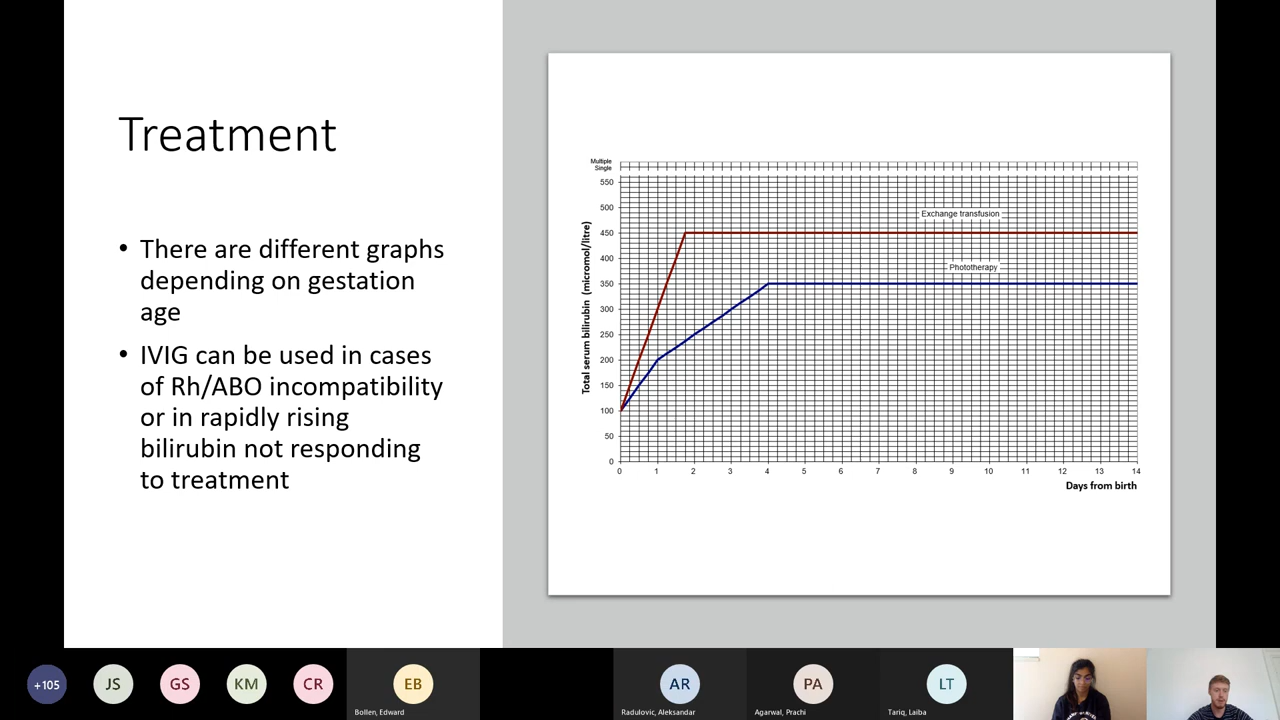 Treatment
• There are different graphs
depending on gestation
age
• IVIG can be used in cases
of Rh/ABO incompatibility
or in rapidly rising
bilirubin not responding
to treatment
Multiple
Single
550
500
450
400
350
300
250
200
150
100
50
0
Total serum bilirubin (micromol/litre)
Exchange transfusion
Phototherapy
0 1 2 3 4 5 6 7 8 9 10 11 12 13 14
Days from birth
+105 JS GS KM CR EB AR PA LT
Bollen, Edward Radulovic, Aleksandar Agarwal, Prachi Tariq, Laiba